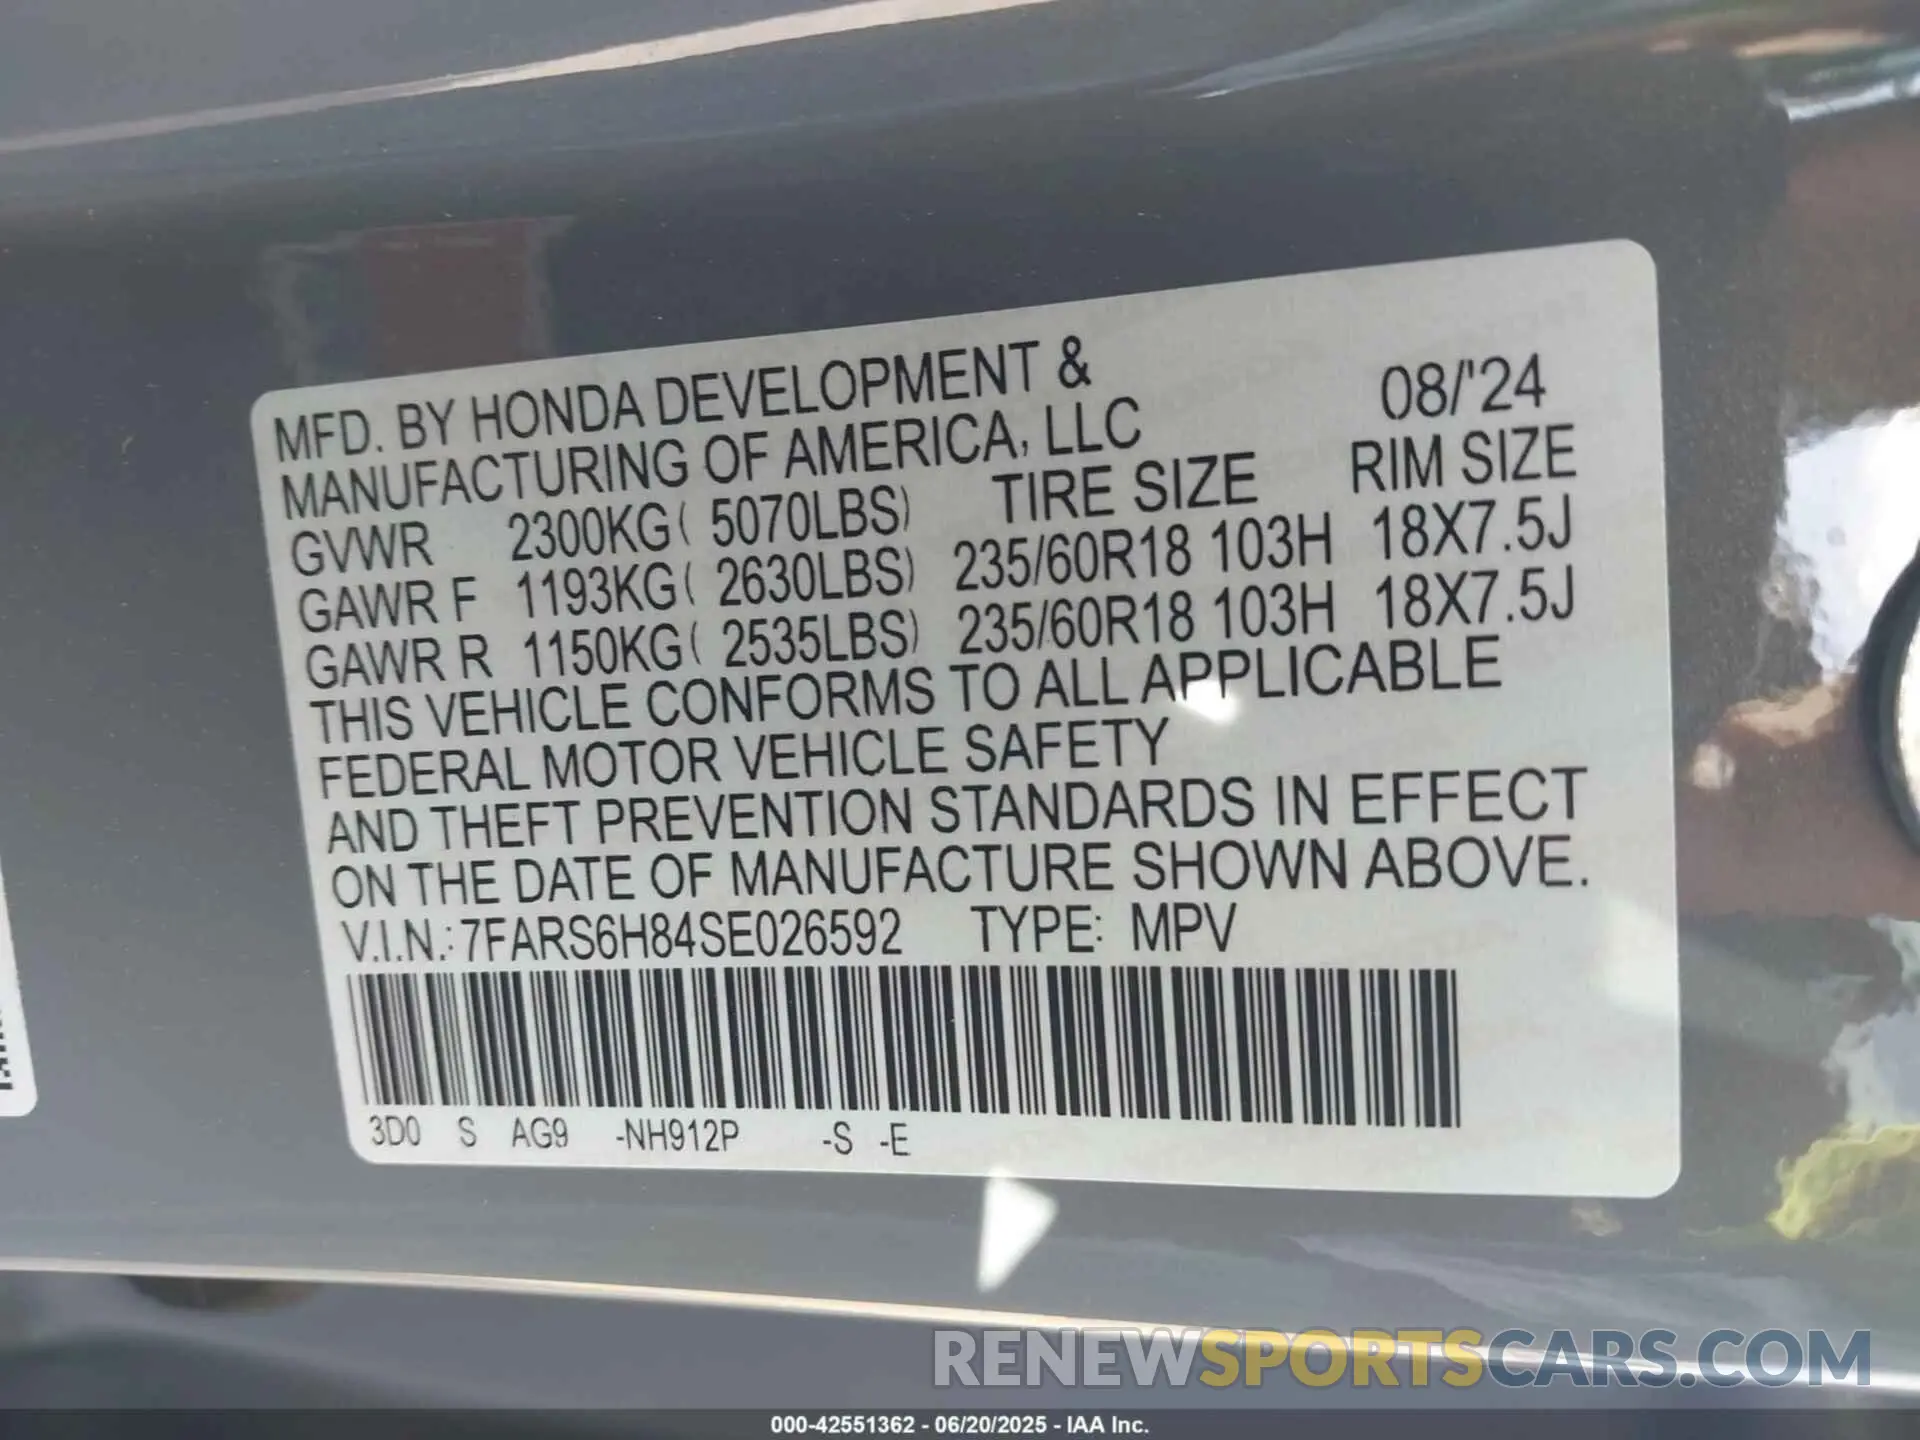 MFD. BY HONDA DEVELOPMENT & 08/'24
MANUFACTURING OF AMERICA, LLC
TIRE SIZE RIM SIZE
GVWR 2300KG( 5070LBS)
GAWR F 1193KG( 2630LBS) 235/60R18 103H 18X7.5J
GAWR R 1150KG( 2535LBS) 235/60R18 103H 18X7.5J
THIS VEHICLE CONFORMS TO ALL APPLICABLE
FEDERAL MOTOR VEHICLE SAFETY
AND THEFT PREVENTION STANDARDS IN EFFECT
ON THE DATE OF MANUFACTURE SHOWN ABOVE.
V.I.N.: 7FARS6H84SE026592 TYPE: MPV
3D0 S AG9 -NH912P -S -E
RENEWSPORTSCARS.COM
000-42551362 - 06/20/2025 - IAA Inc.